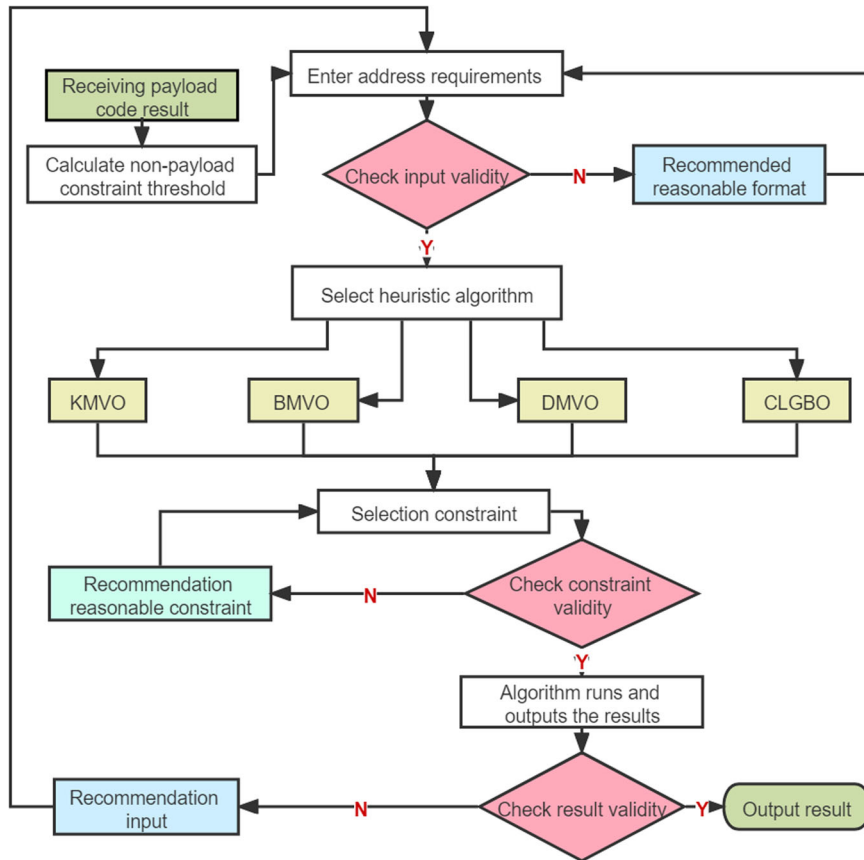 Enter address requirements
Receiving payload
code result
Calculate non-payload
constraint threshold
Check input validity
N
Recommended
reasonable format
Y
Select heuristic algorithm
KMVO
BMVO
DMVO
CLGBO
Selection constraint
Recommendation
reasonable constraint
N
Check constraint
validity
Y
Algorithm runs and
outputs the results
Recommendation
input
N
Check result validity
Y
Output result